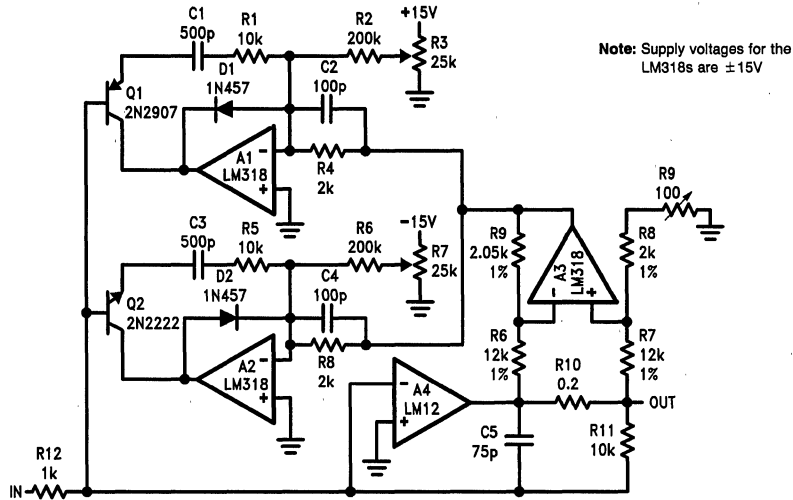 C1
500p
R1
10k
R2
200k
+15V
R3
25k
Note: Supply voltages for the
LM318s are ±15V
D1
1N457
C2
100p
Q1
2N2907
A1
LM318
−
+
R4
2k
C3
500p
R5
10k
R6
200k
−15V
R7
25k
D2
1N457
C4
100p
Q2
2N2222
A2
LM318
−
+
R8
2k
R9
2.05k
1%
A3
LM318
−
+
R9
100
R8
2k
1%
R6
12k
1%
R7
12k
1%
A4
LM12
−
+
R10
0.2
OUT
C5
75p
R11
10k
R12
1k
IN